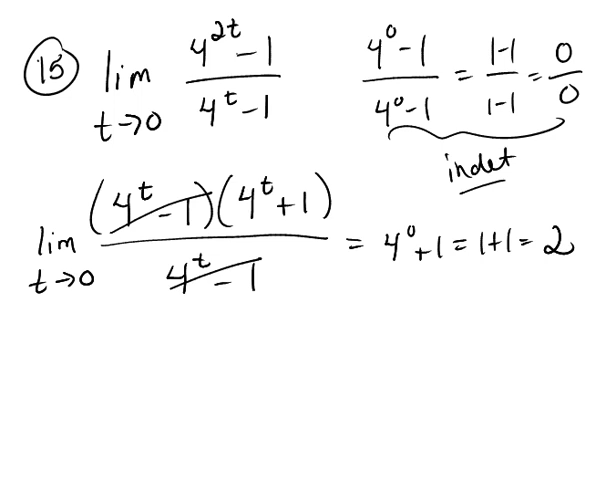 15 lim t→0 (4^{2t} - 1)/(4^t - 1)    (4^0 - 1)/(4^0 - 1) = (1-1)/(1-1) = 0/0
indet
lim t→0 ((4^t - 1)(4^t + 1))/(4^t - 1) = 4^0 + 1 = 1+1 = 2